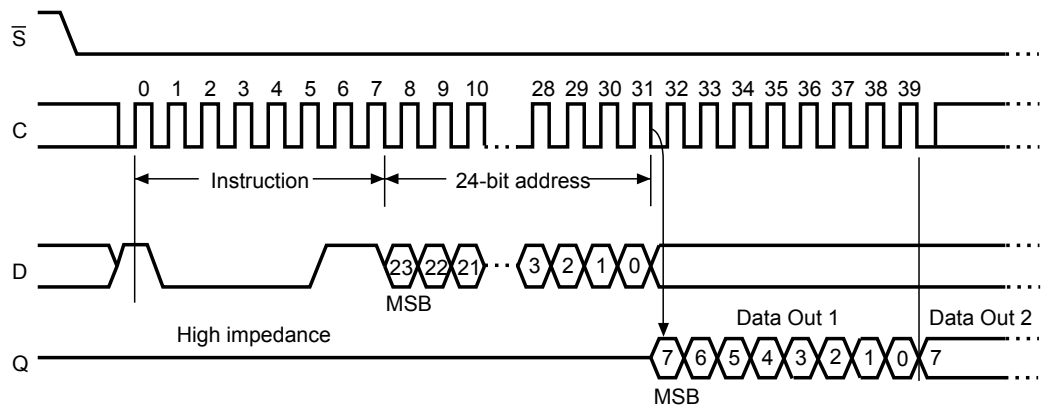 S
0 1 2 3 4 5 6 7 8 9 10 28 29 30 31 32 33 34 35 36 37 38 39
C
Instruction 24-bit address
D 23 22 21 3 2 1 0
MSB
High impedance Data Out 1 Data Out 2
Q 7 6 5 4 3 2 1 0 7
MSB